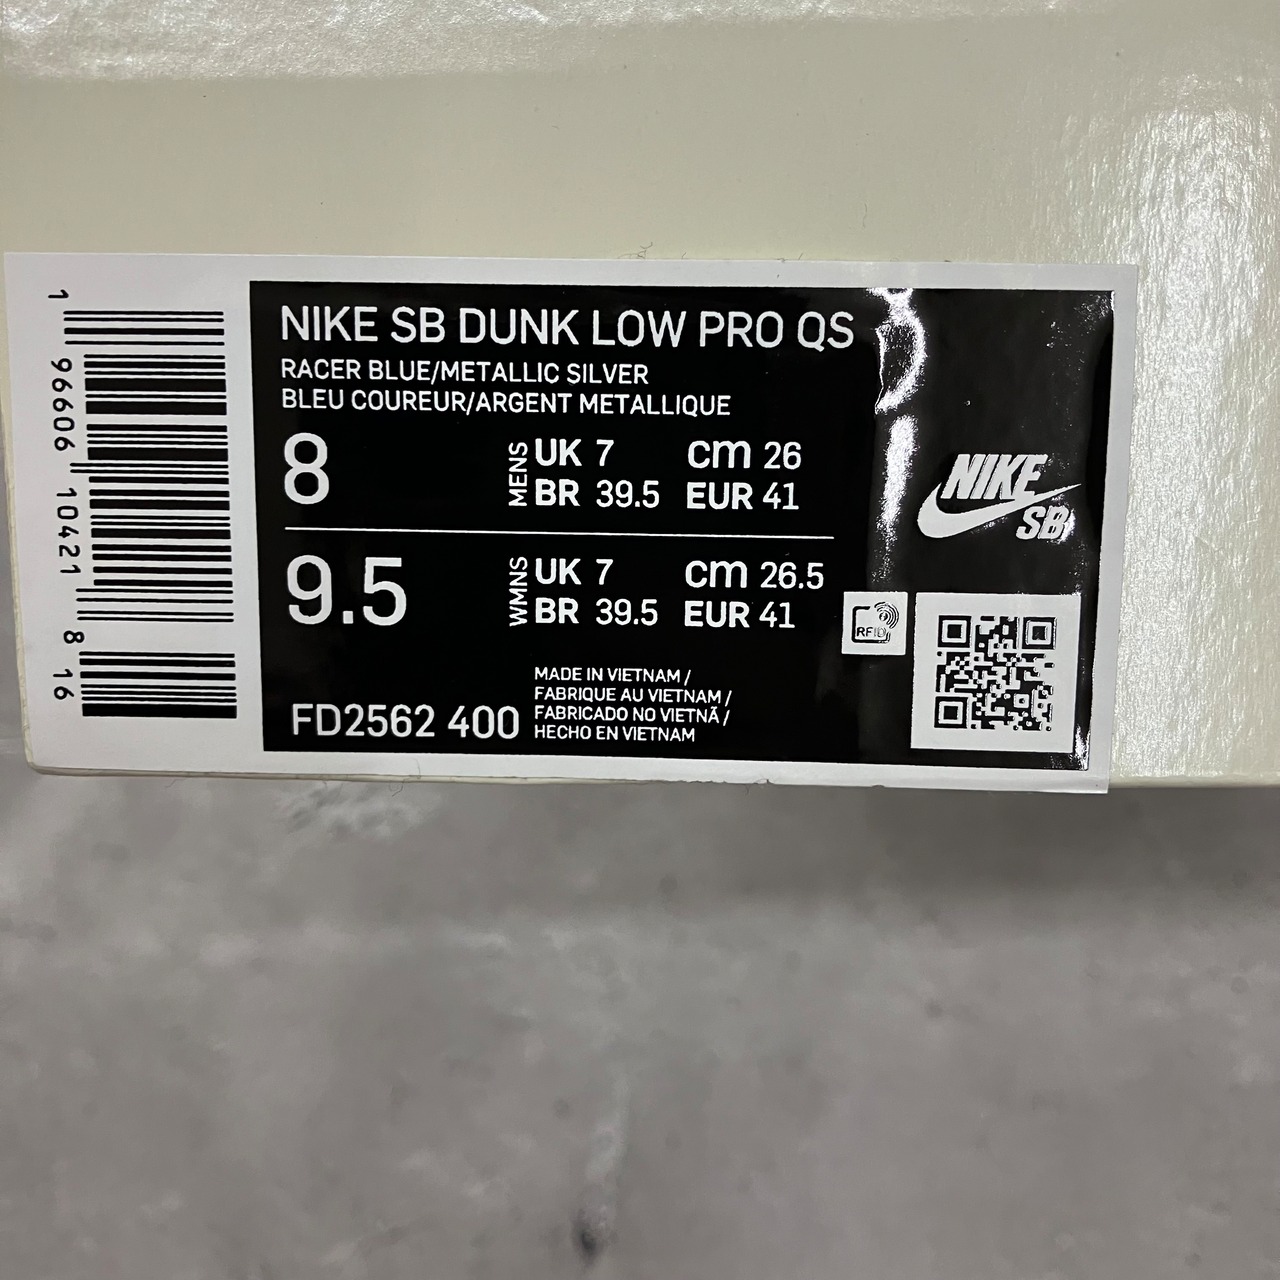 NIKE SB DUNK LOW PRO QS
RACER BLUE/METALLIC SILVER
BLEU COUREUR/ARGENT METALLIQUE
8 MENS UK 7 cm 26
BR 39.5 EUR 41
9.5 WMNS UK 7 cm 26.5
BR 39.5 EUR 41
MADE IN VIETNAM /
FABRIQUE AU VIETNAM /
FABRICADO NO VIETNÃ /
HECHO EN VIETNAM
FD2562 400
1 96606 10421 8 16
NIKE
SB
RFID